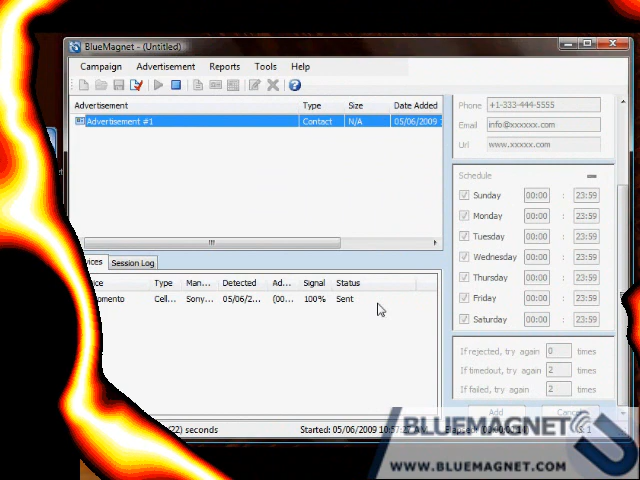 BlueMagnet - (Untitled)
Campaign Advertisement Reports Tools Help
Advertisement Type Size Date Added
Advertisement #1 Contact N/A 05/06/2009
Phone +1-333-444-5555
Email info@xxxxxx.com
Url www.xxxxx.com
Schedule
Sunday 00:00 : 23:59
Monday 00:00 : 23:59
Tuesday 00:00 : 23:59
Wednesday 00:00 : 23:59
Thursday 00:00 : 23:59
Friday 00:00 : 23:59
Saturday 00:00 : 23:59
vices Session Log
ice Type Man... Detected Ad... Signal Status
omento Cell... Sony... 05/06/2... (00... 100% Sent
If rejected, try again 0 times
If timedout, try again 2 times
If failed, try again 2 times
Add Cancel
(22) seconds Started: 05/06/2009 10:57:27 AM Elapsed:
BLUEMAGNET
WWW.BLUEMAGNET.COM